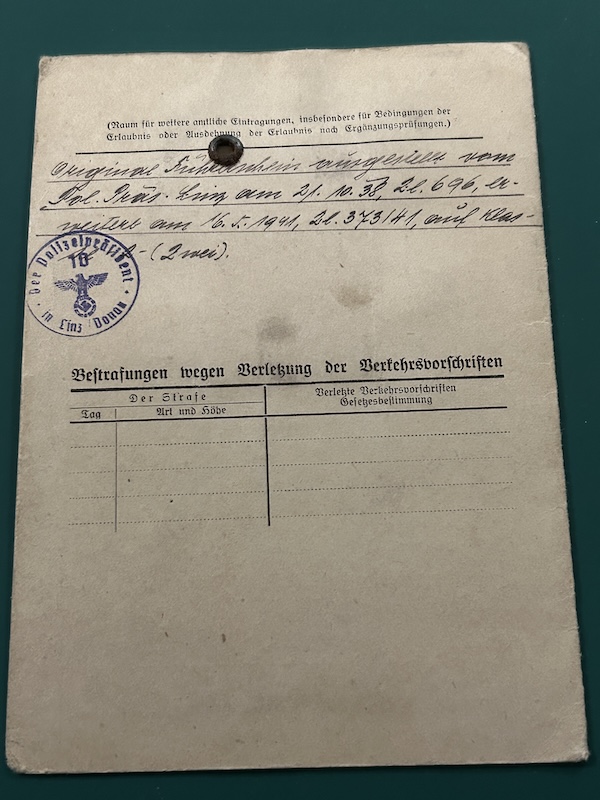 (Raum für weitere amtliche Eintragungen, insbesondere für Bedingungen der
Erlaubnis oder Ausdehnung der Erlaubnis nach Ergänzungsprüfungen.)
Original Führerschein ausgestellt vom
Pol. Präs. Linz am 21. 10. 38, Zl. 696, er-
weitert am 16. 5. 1941, Zl. 373/41, auf Klas-
- (Zwei).
Der Polizeipräsident
10
in Linz Donau
Bestrafungen wegen Verletzung der Verkehrsvorschriften
Der Strafe
Verletzte Verkehrsvorschriften
Gesetzesbestimmung
Tag
Art und Höhe